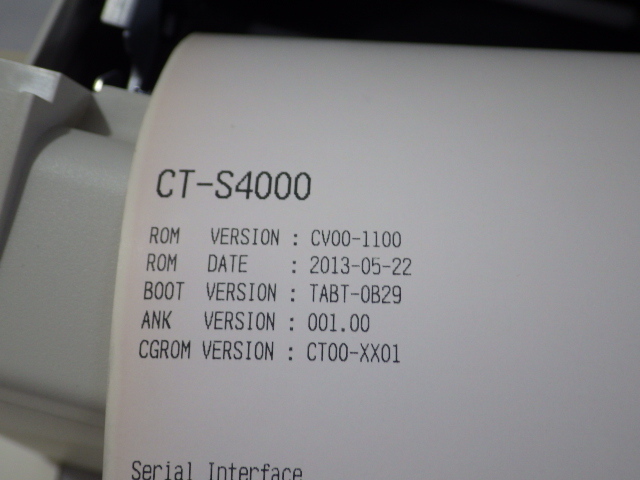 CT-S4000
ROM VERSION : CV00-1100
ROM DATE : 2013-05-22
BOOT VERSION : TABT-0B29
ANK VERSION : 001.00
CGROM VERSION : CT00-XX01
Serial Interface